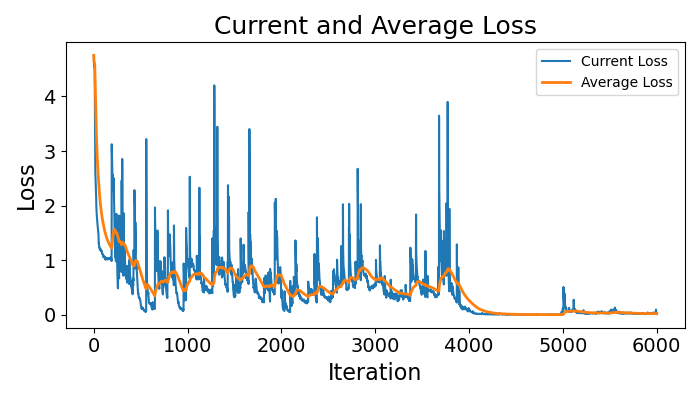 Current and Average Loss
Current Loss
Average Loss
Loss
4
3
2
1
0
0 1000 2000 3000 4000 5000 6000
Iteration